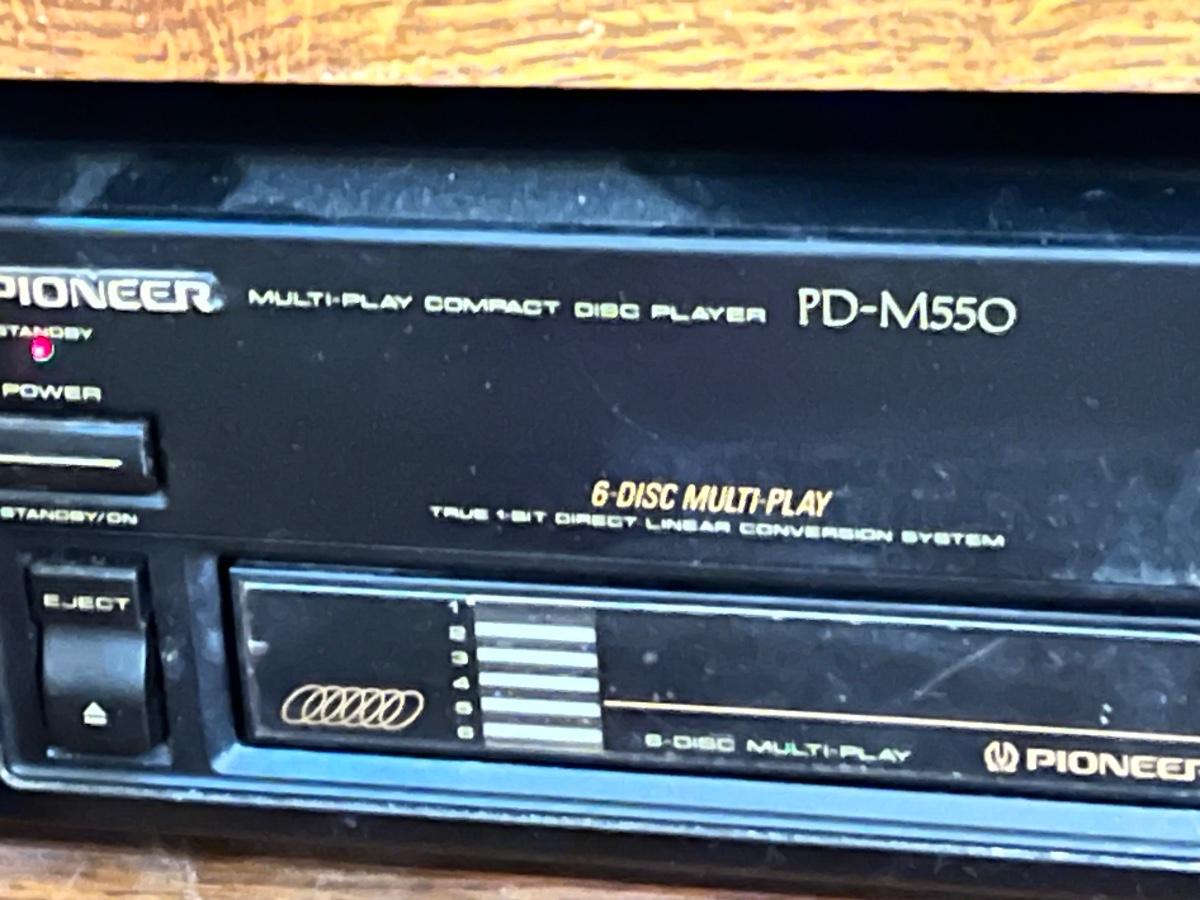 PIONEER MULTI-PLAY COMPACT DISC PLAYER PD-M550
STANDBY
POWER
STANDBY/ON
6-DISC MULTI-PLAY
TRUE 1-BIT DIRECT LINEAR CONVERSION SYSTEM
EJECT
1
2
3
4
5
6
6-DISC MULTI-PLAY
PIONEER